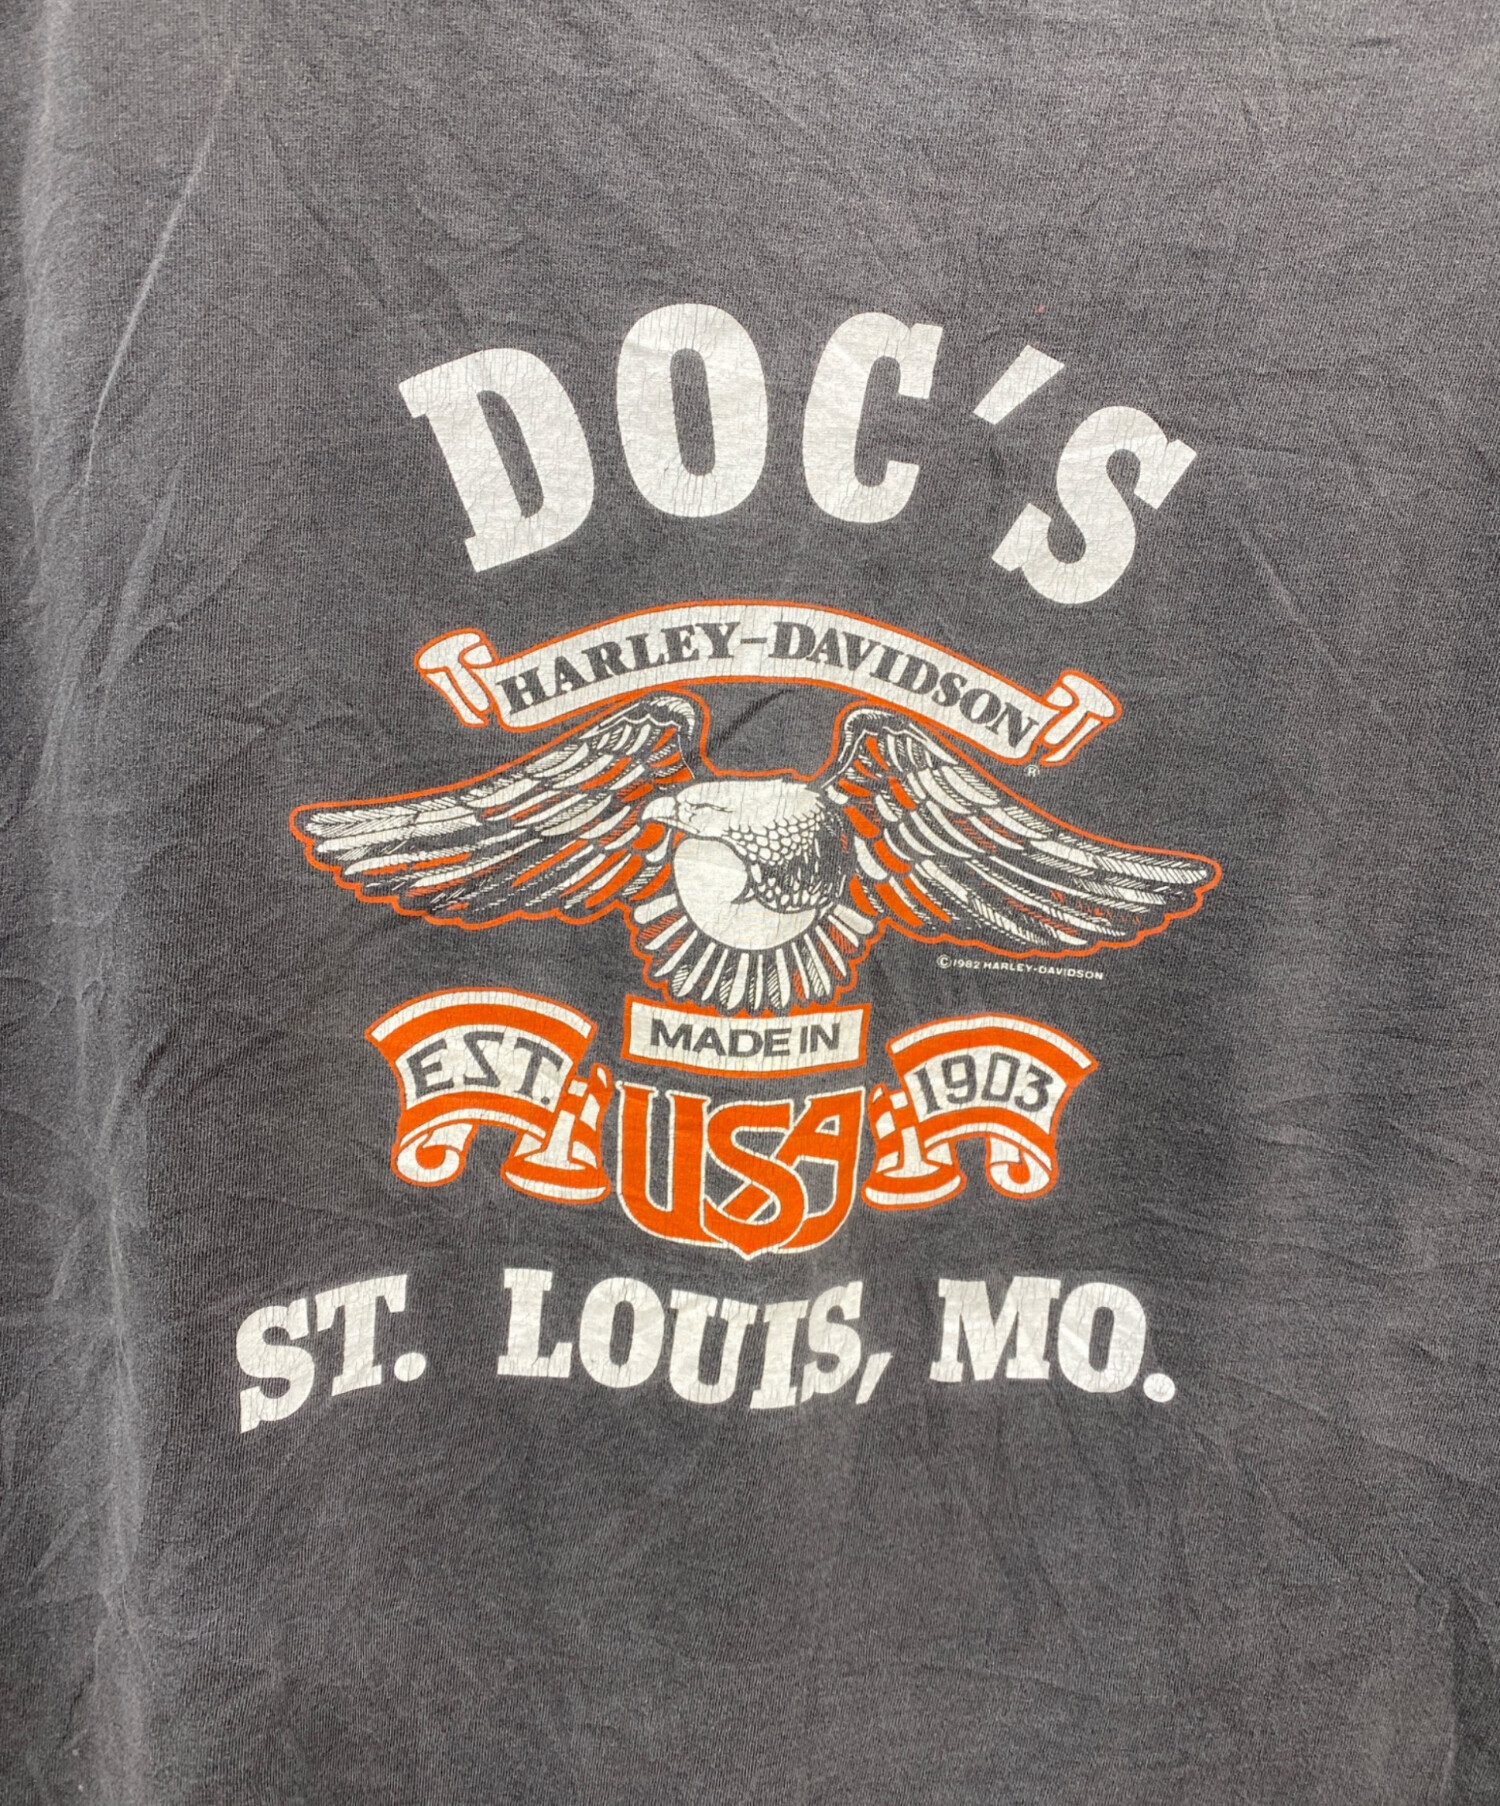 DOC'S
HARLEY-DAVIDSON
®
©1982 HARLEY-DAVIDSON
MADE IN
EST. 1903
USA
ST. LOUIS, MO.